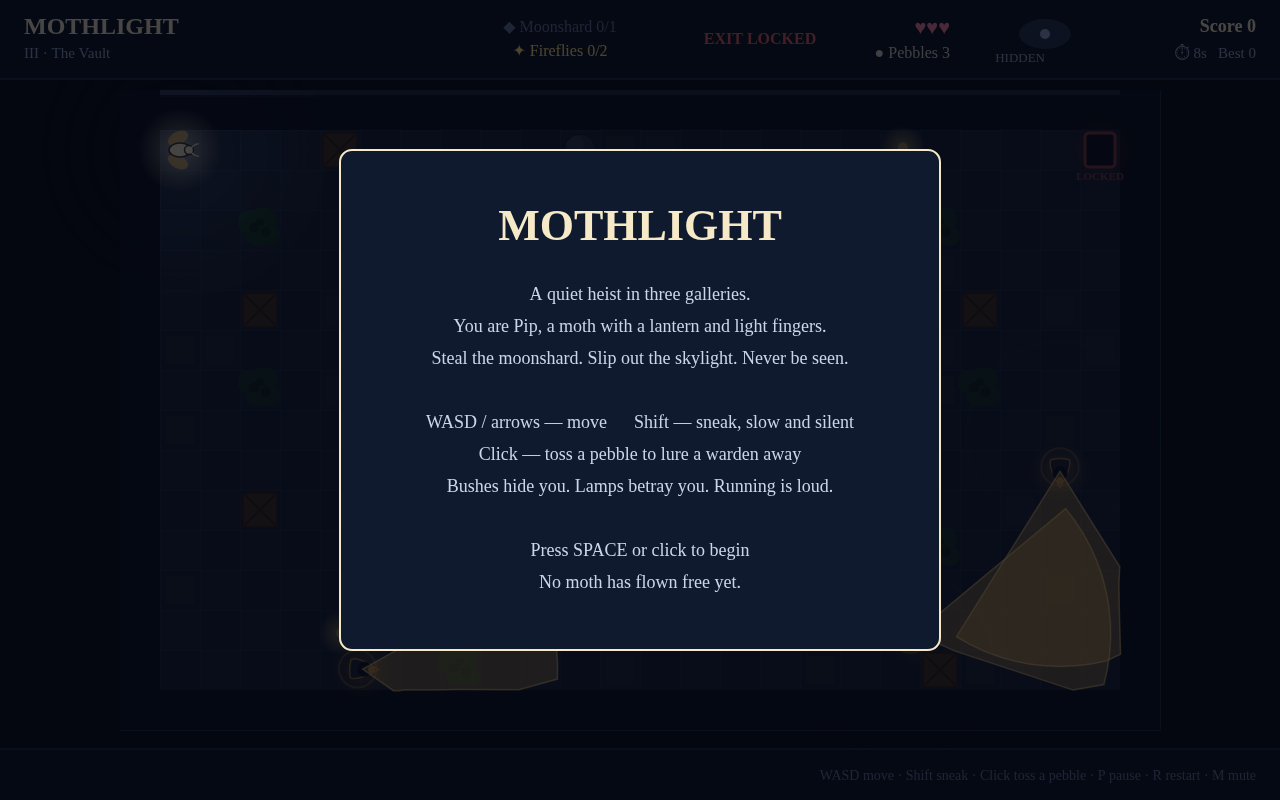 MOTHLIGHT
III · The Vault
◆ Moonshard 0/1
✦ Fireflies 0/2
EXIT LOCKED
♥♥♥
● Pebbles 3
HIDDEN
Score 0
⏱ 8s Best 0
LOCKED
MOTHLIGHT
A quiet heist in three galleries.
You are Pip, a moth with a lantern and light fingers.
Steal the moonshard. Slip out the skylight. Never be seen.
WASD / arrows — move Shift — sneak, slow and silent
Click — toss a pebble to lure a warden away
Bushes hide you. Lamps betray you. Running is loud.
Press SPACE or click to begin
No moth has flown free yet.
WASD move · Shift sneak · Click toss a pebble · P pause · R restart · M mute